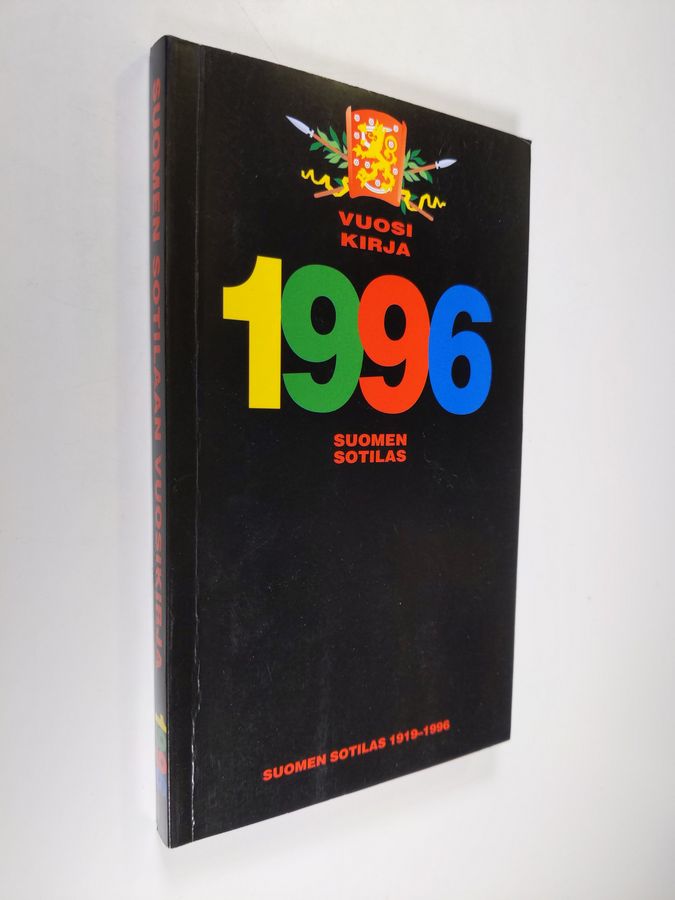 SUOMEN SOTILAAN VUOSIKIRJA
VUOSI
KIRJA
1996
SUOMEN
SOTILAS
SUOMEN SOTILAS 1919–1996